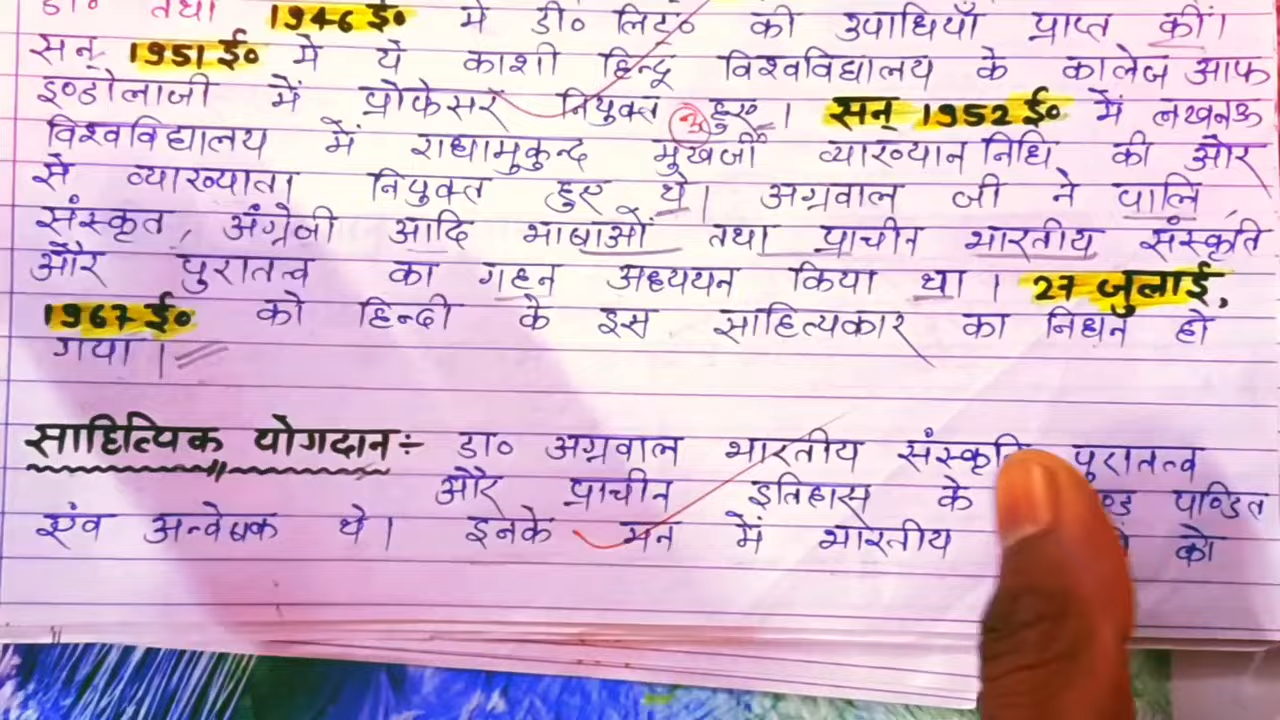 डा० तथा 1946 ई० में डी० लिट्० की उपाधियाँ प्राप्त कीं।
सन् 1951 ई० में ये काशी हिन्दू विश्वविद्यालय के कालेज आफ
इण्डोलाजी में प्रोफेसर नियुक्त हुए। सन् 1952 ई० में लखनऊ
विश्वविद्यालय में राधामुकुन्द मुखर्जी व्याख्यान निधि की ओर
से व्याख्याता नियुक्त हुए थे। अग्रवाल जी ने पालि,
संस्कृत, अंग्रेजी आदि भाषाओं तथा प्राचीन भारतीय संस्कृति
और पुरातत्व का गहन अध्ययन किया था। 27 जुलाई,
1967 ई० को हिन्दी के इस साहित्यकार का निधन हो
गया।
साहित्यिक योगदान÷ डा० अग्रवाल भारतीय संस्कृति पुरातत्व
और प्राचीन इतिहास के पण्डित
एंव अन्वेषक थे। इनके मन में भारतीय को